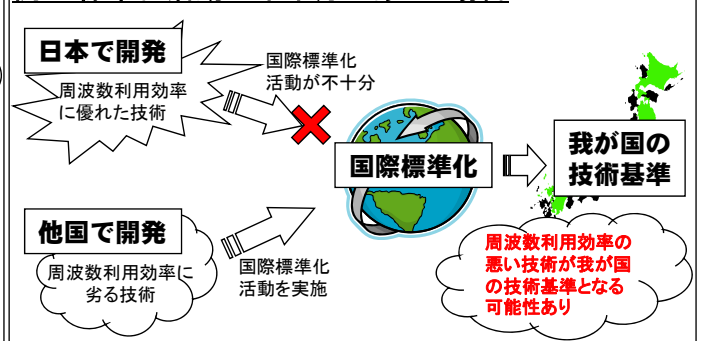 日本で開発
周波数利用効率
に優れた技術
国際標準化
活動が不十分
国際標準化
我が国の
技術基準
他国で開発
周波数利用効率に
劣る技術
国際標準化
活動を実施
周波数利用効率の
悪い技術が我が国
の技術基準となる
可能性あり